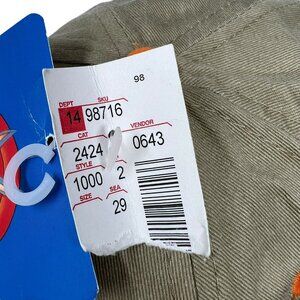 98
DEPT SKU
14 98716
CAT VENDOR
2424 0643
STYLE
1000 2
SIZE SEA
29
C